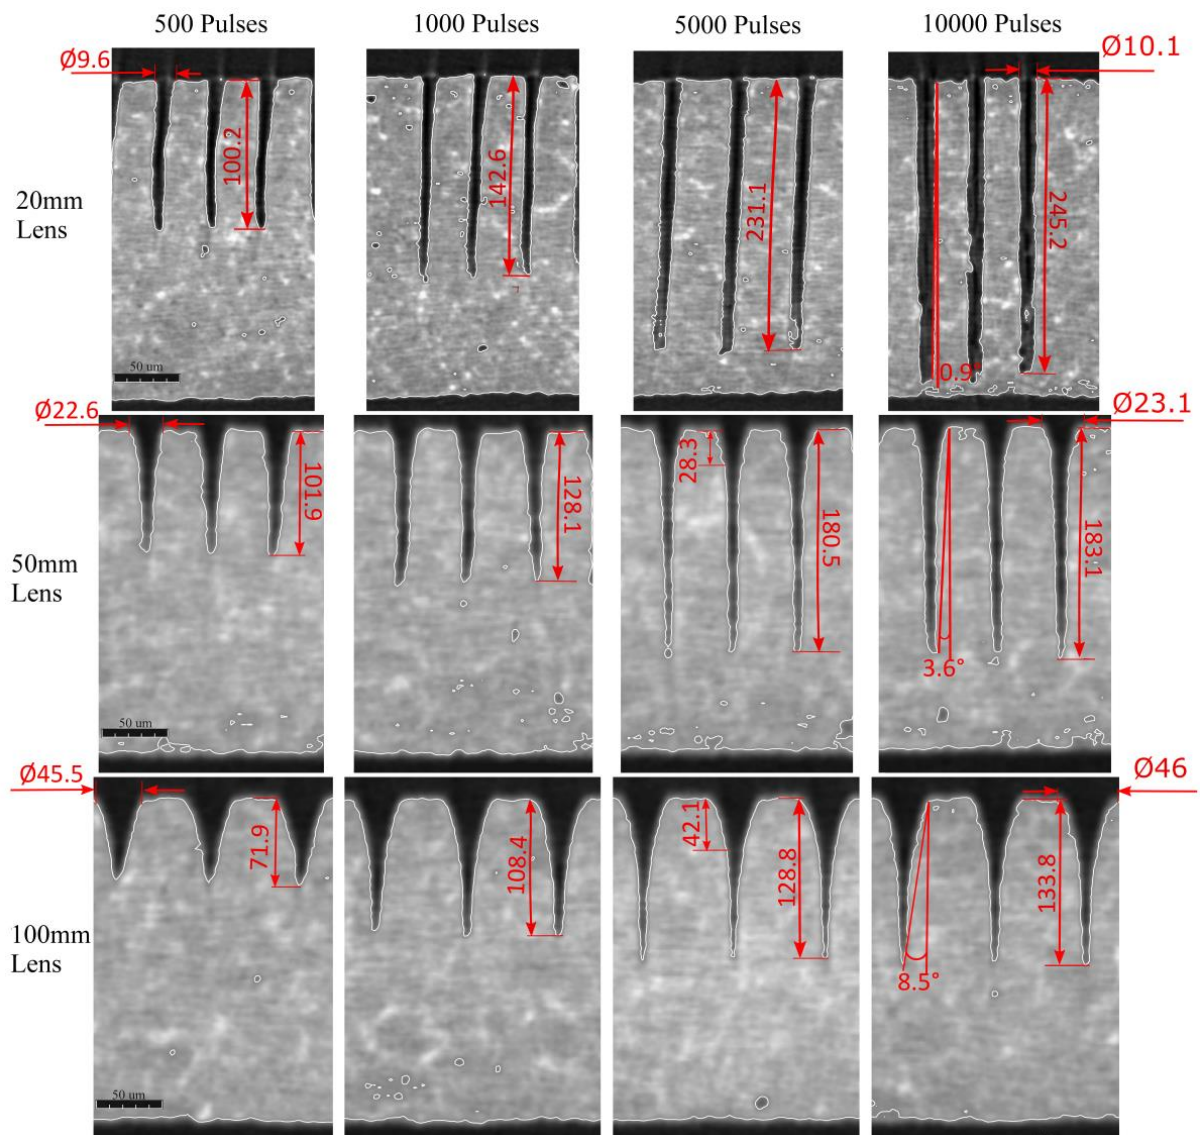 500 Pulses
1000 Pulses
5000 Pulses
10000 Pulses
Ø9.6
Ø10.1
100.2
142.6
231.1
245.2
20mm
Lens
0.9°
50 um
Ø22.6
Ø23.1
101.9
128.1
28.3
180.5
183.1
50mm
Lens
3.6°
50 um
Ø45.5
Ø46
71.9
108.4
42.1
128.8
133.8
100mm
Lens
8.5°
50 um